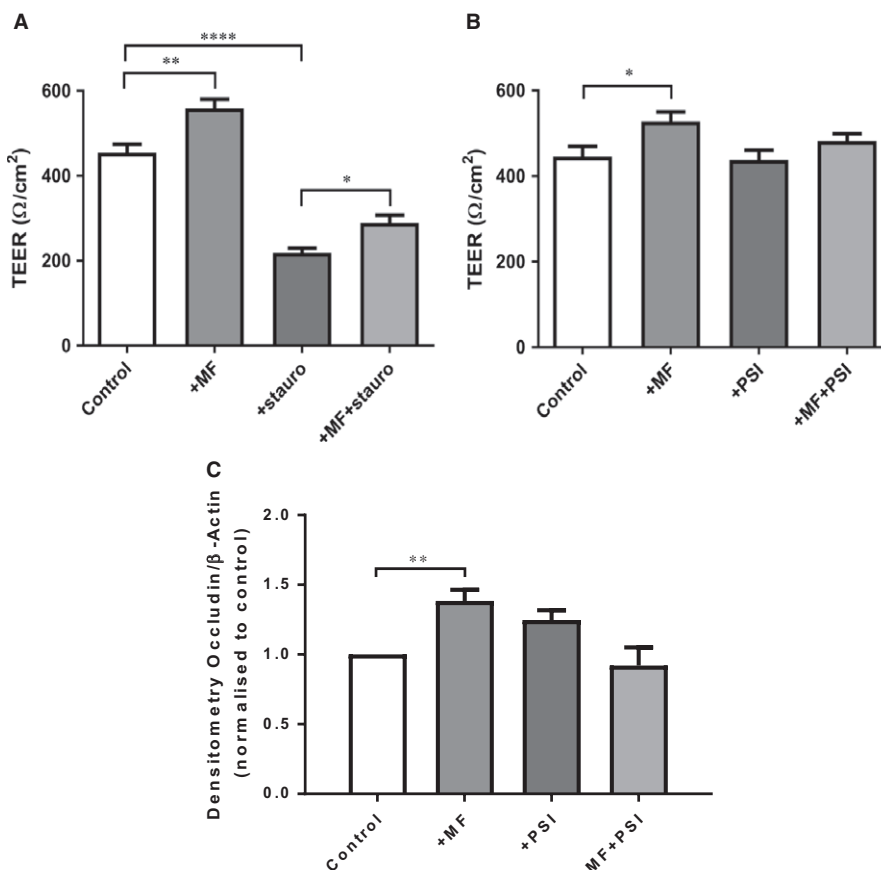 A
****
**
*
600
400
200
0
TEER (Ω/cm²)
Control
+MF
+stauro
+MF+stauro
B
*
600
400
200
0
TEER (Ω/cm²)
Control
+MF
+PSI
+MF+PSI
C
**
2.0
1.5
1.0
0.5
0.0
Densitometry Occludin/β-Actin
(normalised to control)
Control
+MF
+PSI
MF+PSI